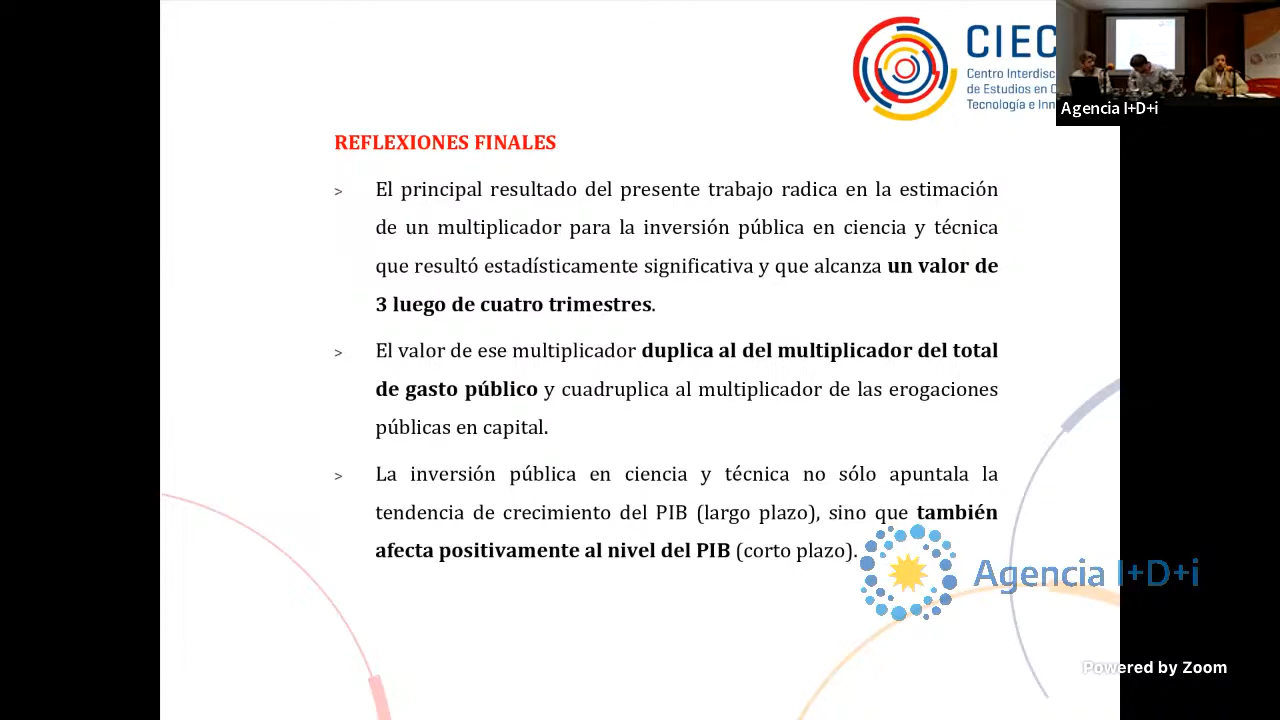 CIEC
Centro Interdisc
de Estudios en C
Tecnología e Inn
Agencia I+D+i
REFLEXIONES FINALES
> El principal resultado del presente trabajo radica en la estimación
de un multiplicador para la inversión pública en ciencia y técnica
que resultó estadísticamente significativa y que alcanza un valor de
3 luego de cuatro trimestres.
> El valor de ese multiplicador duplica al del multiplicador del total
de gasto público y cuadruplica al multiplicador de las erogaciones
públicas en capital.
> La inversión pública en ciencia y técnica no sólo apuntala la
tendencia de crecimiento del PIB (largo plazo), sino que también
afecta positivamente al nivel del PIB (corto plazo).
Agencia I+D+i
Powered by Zoom